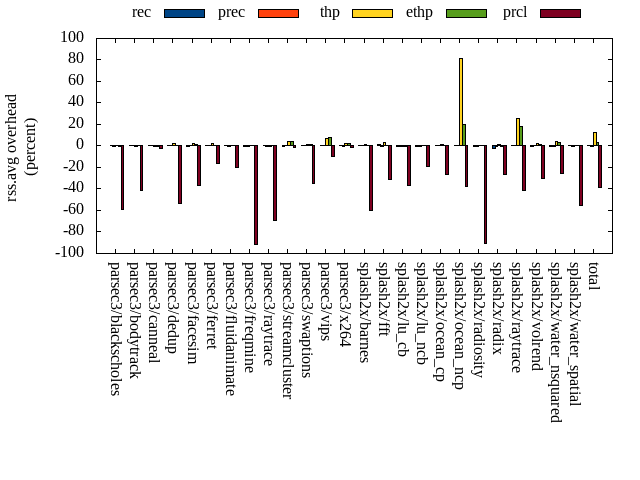 rec prec thp ethp prcl
rss.avg overhead
(percent)
100
80
60
40
20
0
-20
-40
-60
-80
-100
parsec3/blackscholes
parsec3/bodytrack
parsec3/canneal
parsec3/dedup
parsec3/facesim
parsec3/ferret
parsec3/fluidanimate
parsec3/freqmine
parsec3/raytrace
parsec3/streamcluster
parsec3/swaptions
parsec3/vips
parsec3/x264
splash2x/barnes
splash2x/fft
splash2x/lu_cb
splash2x/lu_ncb
splash2x/ocean_cp
splash2x/ocean_ncp
splash2x/radiosity
splash2x/radix
splash2x/raytrace
splash2x/volrend
splash2x/water_nsquared
splash2x/water_spatial
total